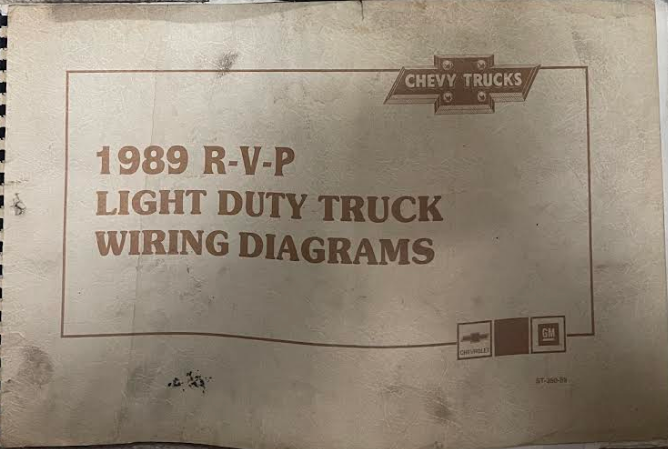 CHEVY TRUCKS
1989 R-V-P
LIGHT DUTY TRUCK
WIRING DIAGRAMS
CHEVROLET
GM